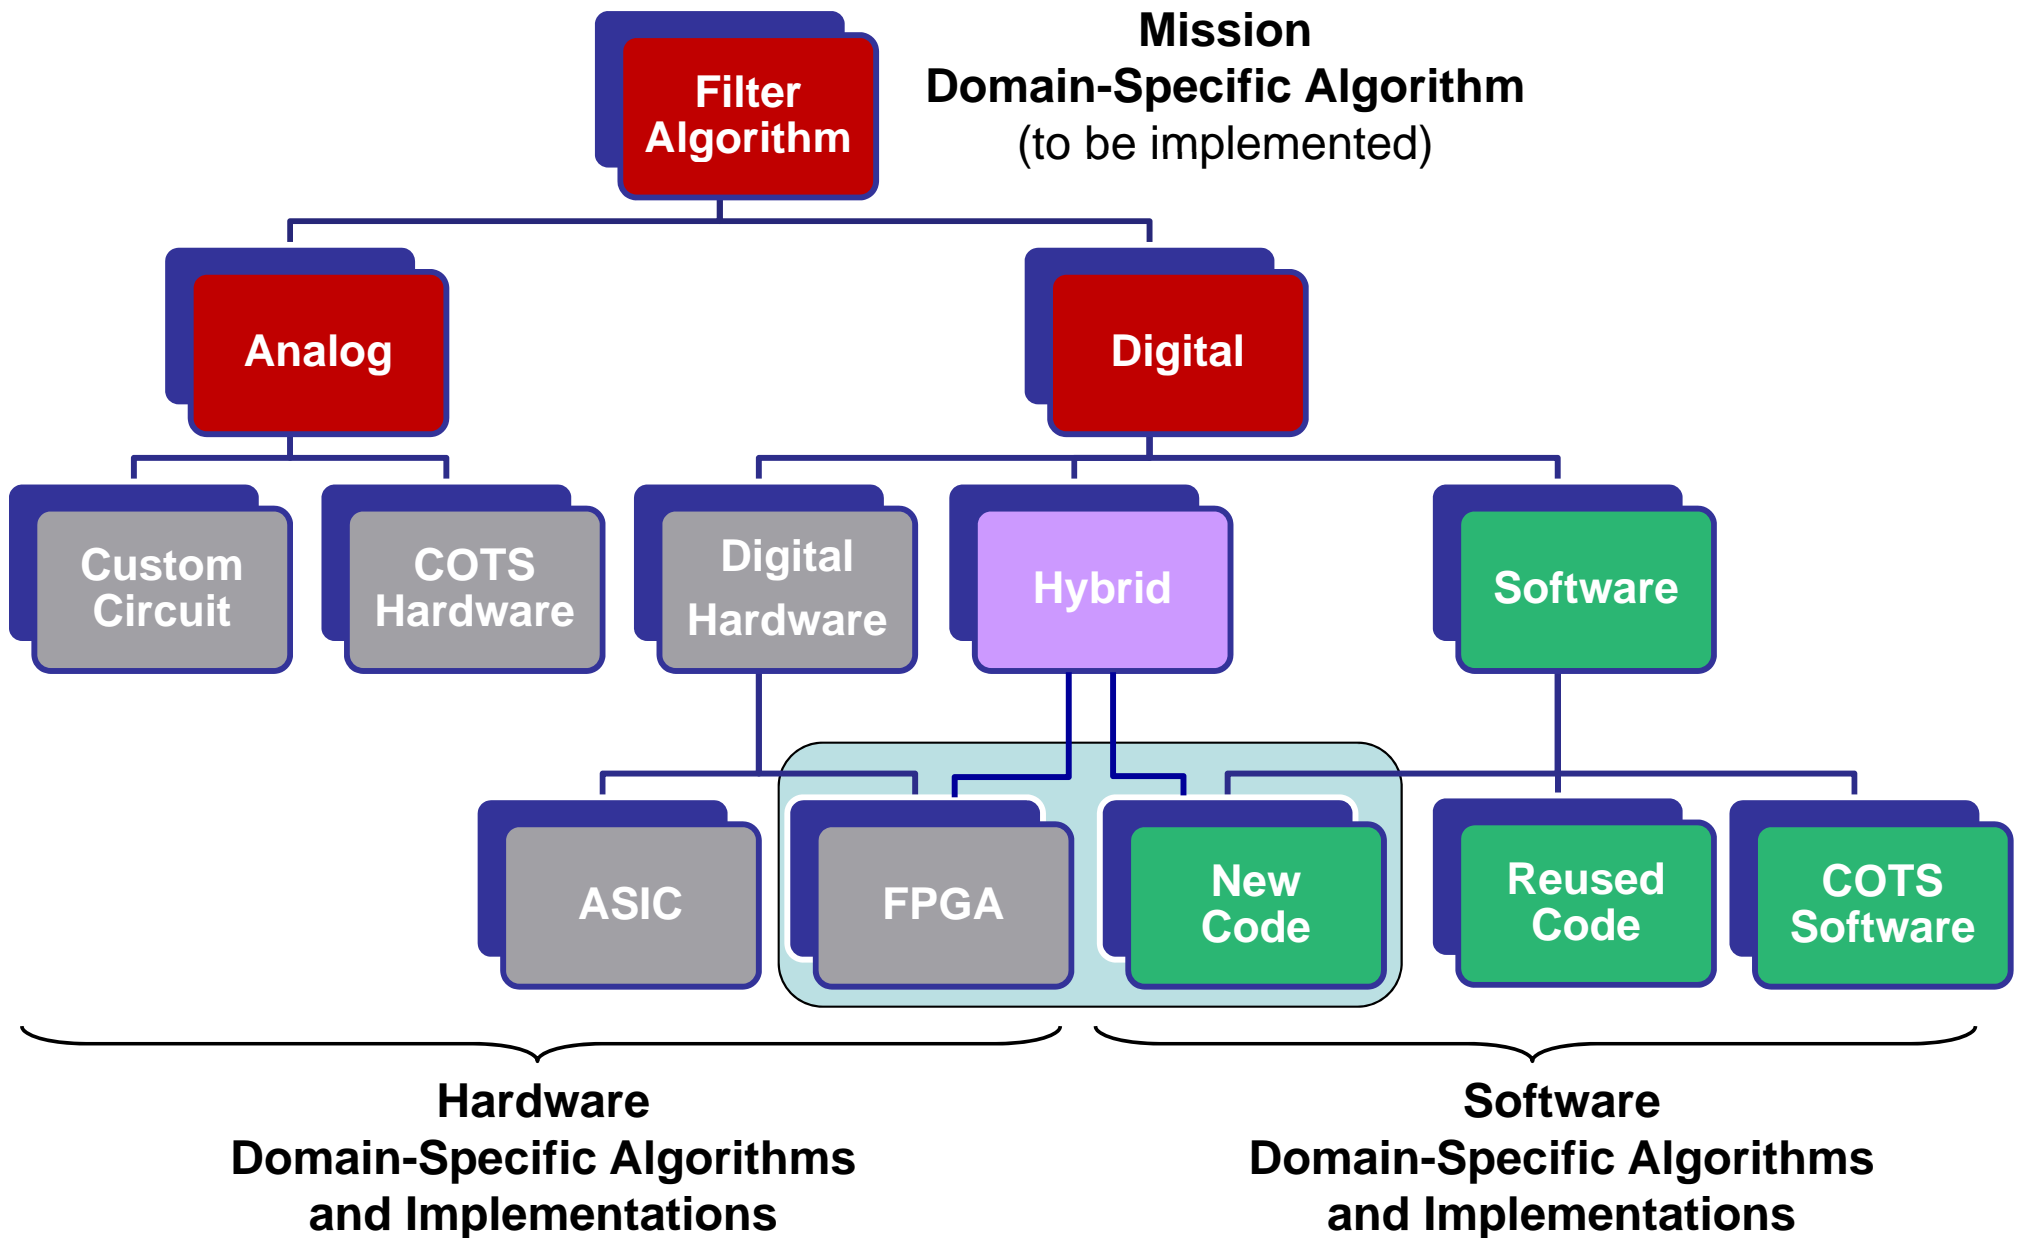 Mission
Domain-Specific Algorithm
(to be implemented)
Filter
Algorithm
Analog
Digital
Custom
Circuit
COTS
Hardware
Digital
Hardware
Hybrid
Software
ASIC
FPGA
New
Code
Reused
Code
COTS
Software
Hardware
Domain-Specific Algorithms
and Implementations
Software
Domain-Specific Algorithms
and Implementations